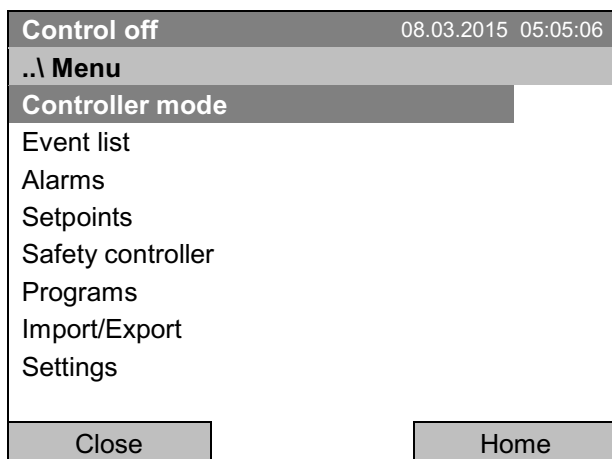 Control off 08.03.2015 05:05:06
..\ Menu
Controller mode
Event list
Alarms
Setpoints
Safety controller
Programs
Import/Export
Settings
Close Home